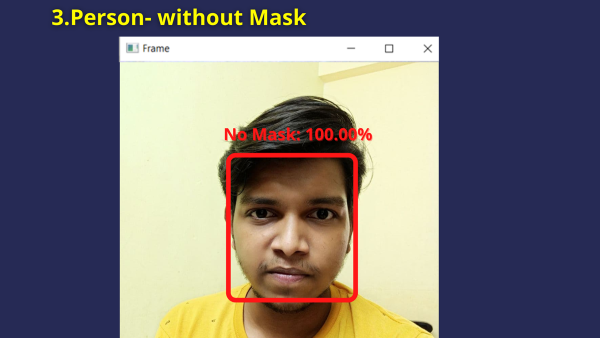 3.Person- without Mask
Frame
No Mask: 100.00%